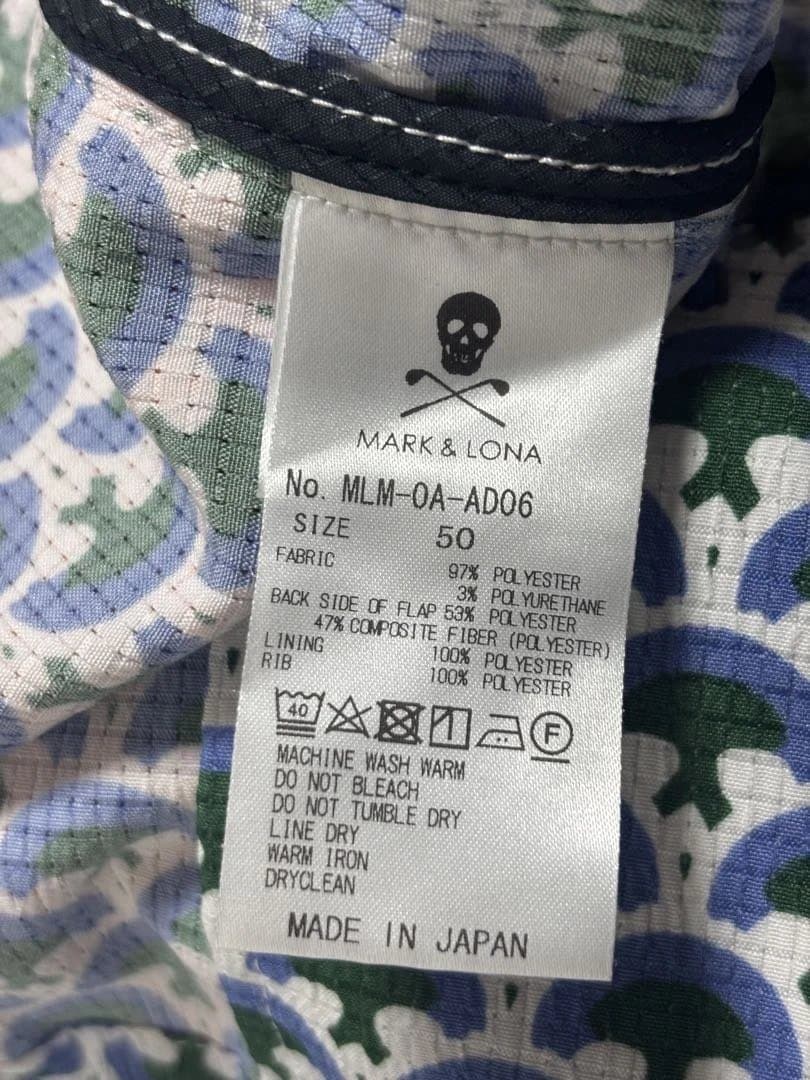 MARK & LONA
No. MLM-0A-AD06
SIZE 50
FABRIC 97% POLYESTER
3% POLYURETHANE
BACK SIDE OF FLAP 53% POLYESTER
47% COMPOSITE FIBER (POLYESTER)
LINING 100% POLYESTER
RIB 100% POLYESTER
40 F
MACHINE WASH WARM
DO NOT BLEACH
DO NOT TUMBLE DRY
LINE DRY
WARM IRON
DRYCLEAN
MADE IN JAPAN